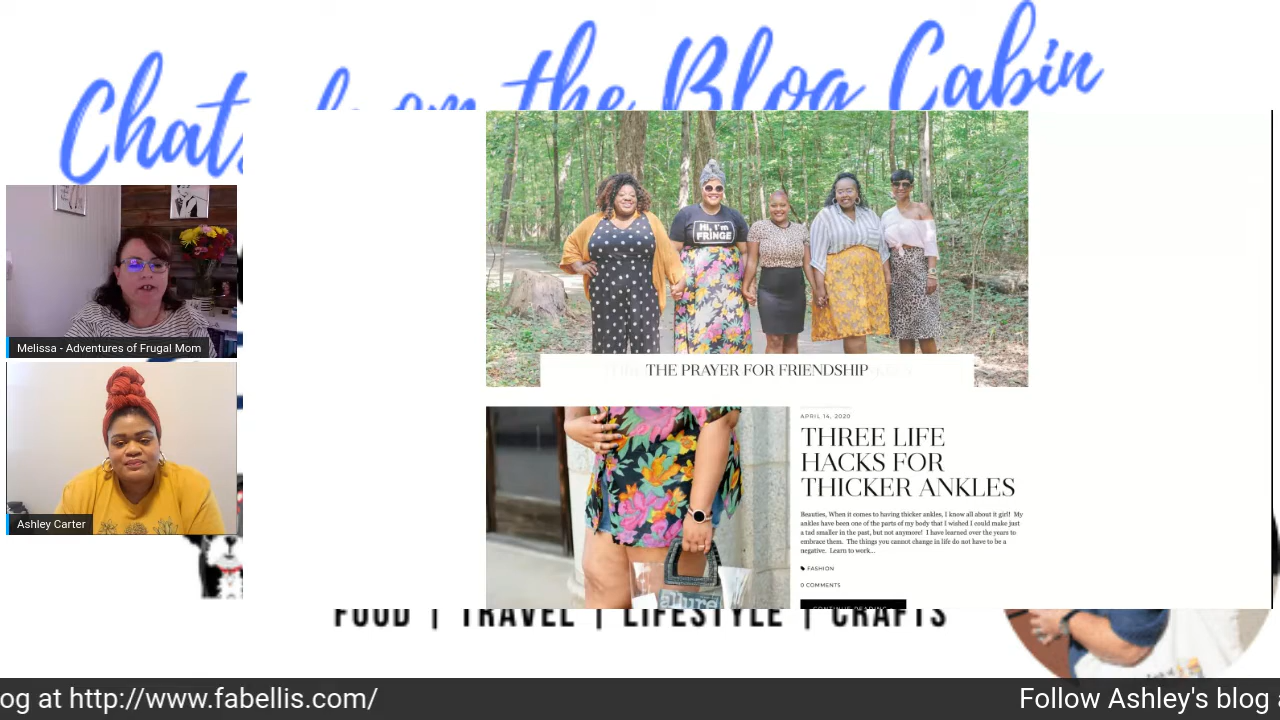 Chats from the Blog Cabin
Hi, I'm
FRINGE
THE PRAYER FOR FRIENDSHIP
Melissa - Adventures of Frugal Mom
Ashley Carter
allure
APRIL 14, 2020
THREE LIFE
HACKS FOR
THICKER ANKLES
Beauties, When it comes to having thicker ankles, I know all about it girl! My
ankles have been one of the parts of my body that I wished I could make just
a tad smaller in the past, but not anymore! I have learned over the years to
embrace them. The things you cannot change in life do not have to be a
negative. Learn to work...
FASHION
0 COMMENTS
CONTINUE READING
FOOD | TRAVEL | LIFESTYLE | CRAFTS
og at http://www.fabellis.com/
Follow Ashley's blog